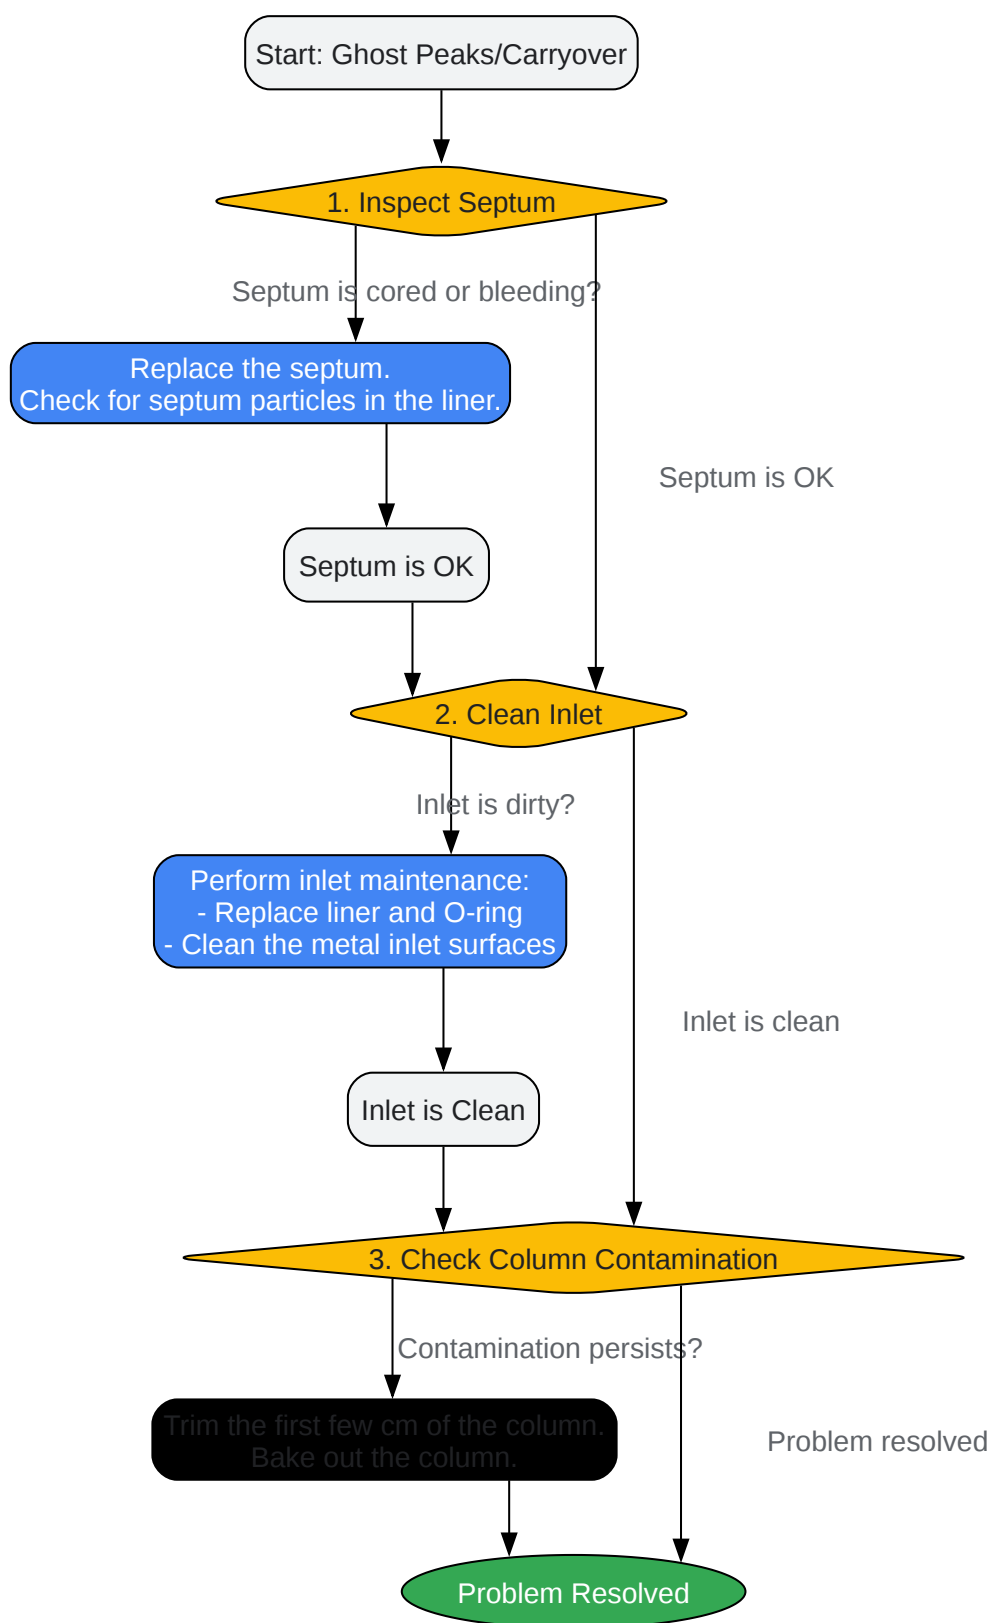 Start: Ghost Peaks/Carryover
1. Inspect Septum
Septum is cored or bleeding?
Replace the septum.
Check for septum particles in the liner.
Septum is OK
Septum is OK
2. Clean Inlet
Inlet is dirty?
Perform inlet maintenance:
- Replace liner and O-ring
- Clean the metal inlet surfaces
Inlet is clean
Inlet is Clean
3. Check Column Contamination
Contamination persists?
Trim the first few cm of the column.
Bake out the column.
Problem resolved
Problem Resolved